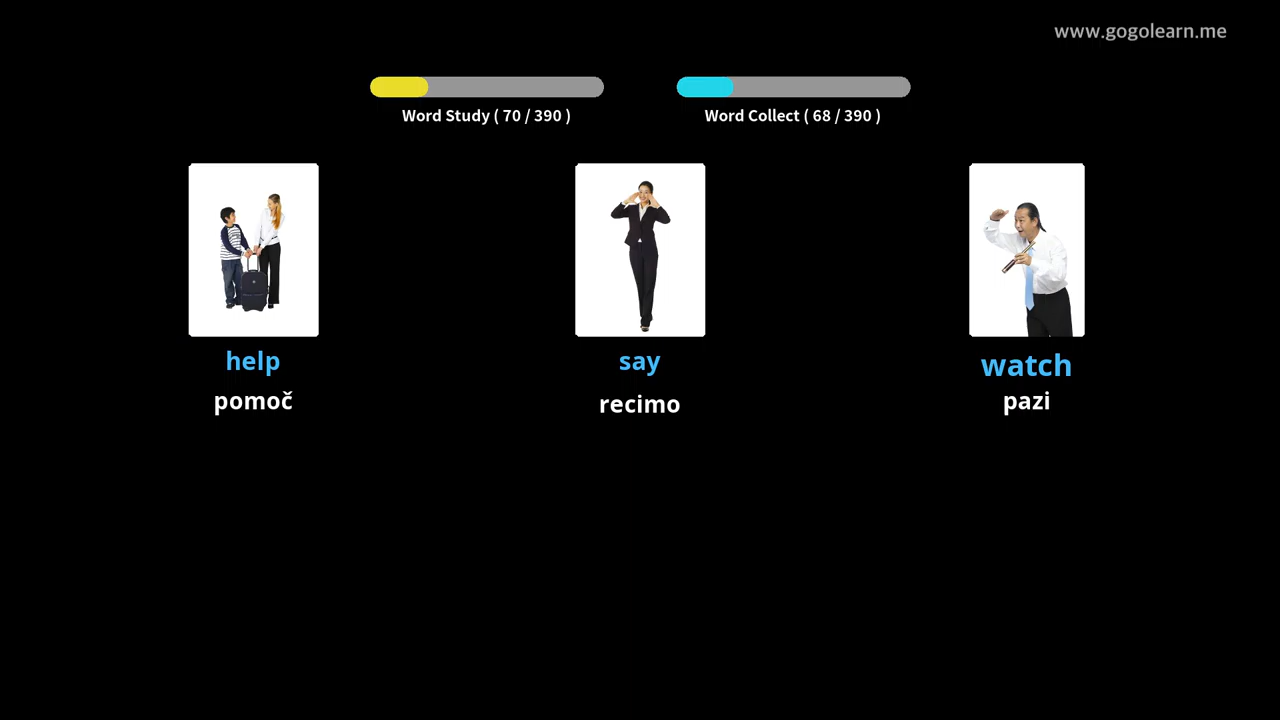 www.gogolearn.me
Word Study ( 70 / 390 )
Word Collect ( 68 / 390 )
help
say
watch
pomoč
recimo
pazi